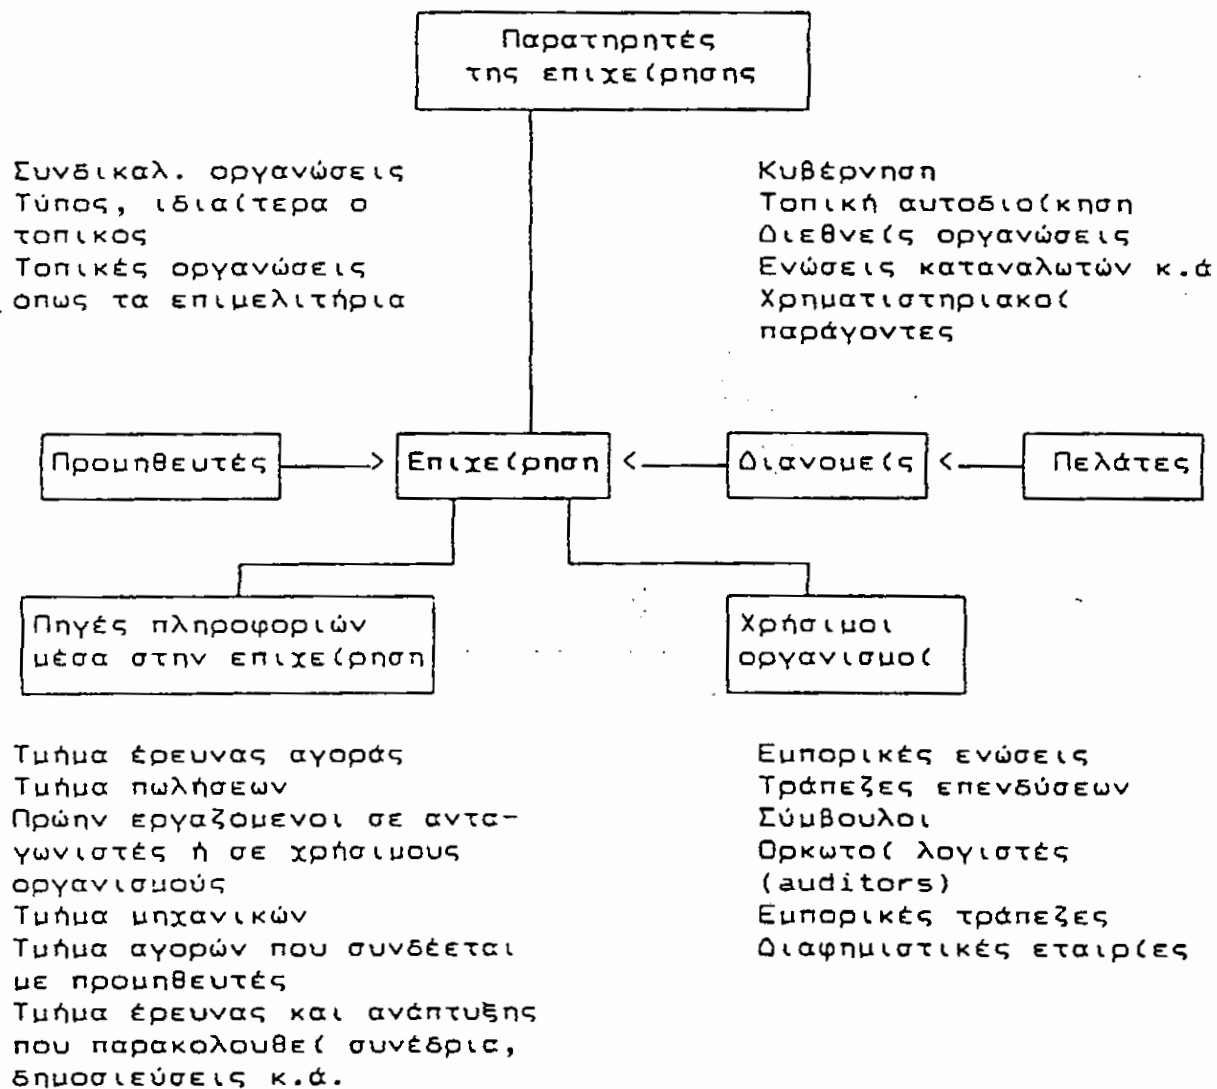 Παρατηρητές
της επιχείρησης
Συνδικαλ. οργανώσεις
Τύπος, ιδιαίτερα ο
τοπικος
Τοπικές οργανώσεις
οπως τα επιμελιτήρια
Κυβέρνηση
Τοπική αυτοδιοίκηση
Διεθνείς οργανώσεις
Ενώσεις καταναλωτών κ.ά
Χρηματιστηριακοί
παράγοντες
Προμηθευτές
Επιχείρηση
Διανομείς
Πελάτες
Πηγές πληροφοριών
μέσα στην επιχείρηση
Χρήσιμοι
οργανισμοί
Τμήμα έρευνας αγοράς
Τμήμα πωλήσεων
Πρώην εργαζομενοι σε αντα-
γωνιστές ή σε χρήσιμους
οργανισμούς
Τμήμα μηχανικών
Τμήμα αγορών που συνδέεται
με προμηθευτές
Τμήμα έρευνας και ανάπτυξης
που παρακολουθεί συνέδρια,
δημοσιεύσεις κ.ά.
Εμπορικές ενώσεις
Τράπεζες επενδύσεων
Σύμβουλοι
Ορκωτοί λογιστές
(auditors)
Εμπορικές τράπεζες
Διαφημιστικές εταιρίες